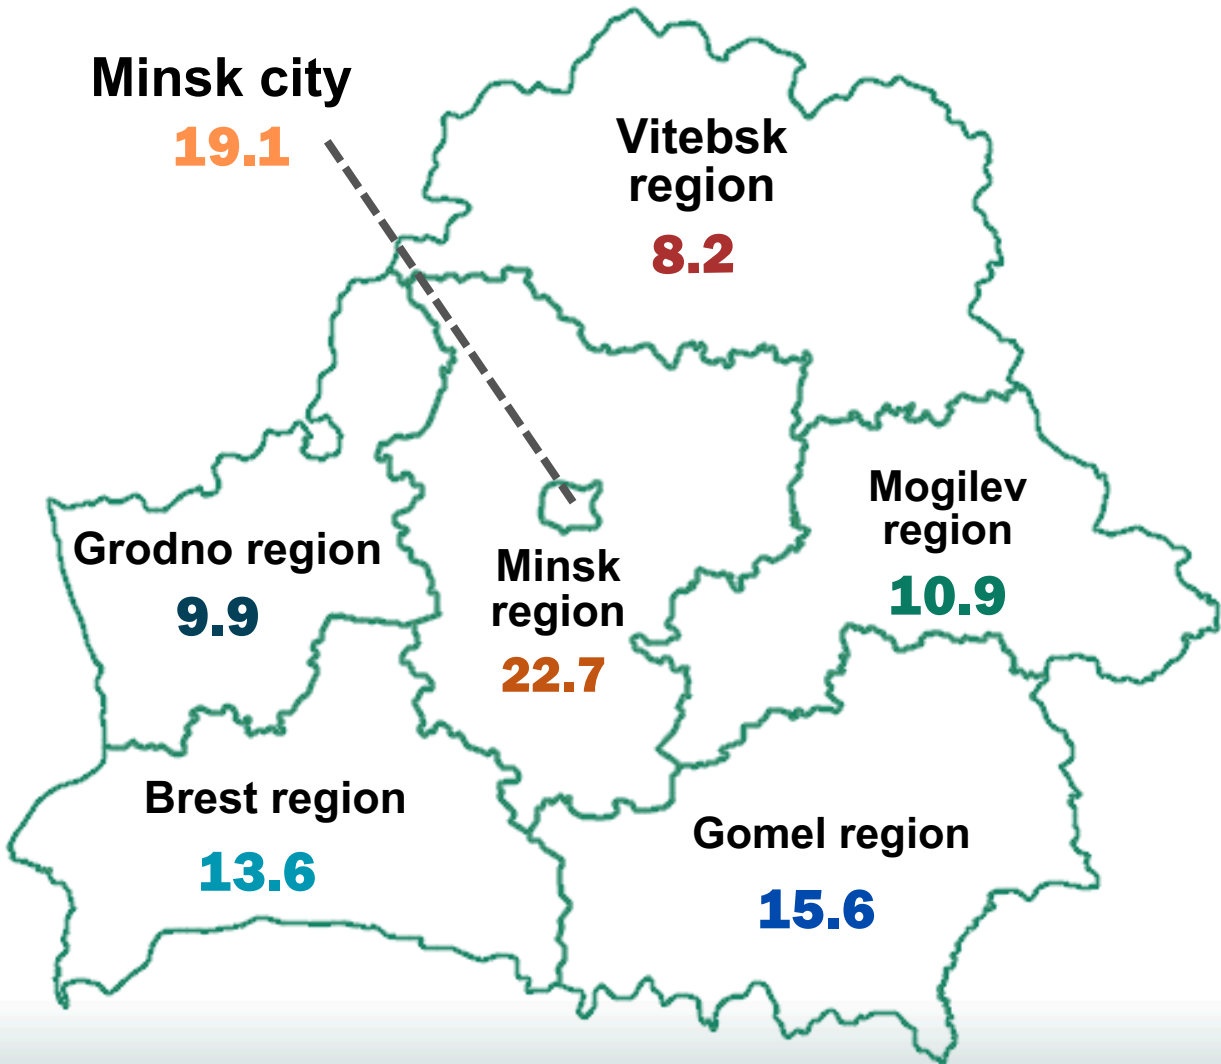 Minsk city
19.1
Vitebsk
region
8.2
Mogilev
region
10.9
Grodno region
9.9
Minsk
region
22.7
Brest region
13.6
Gomel region
15.6